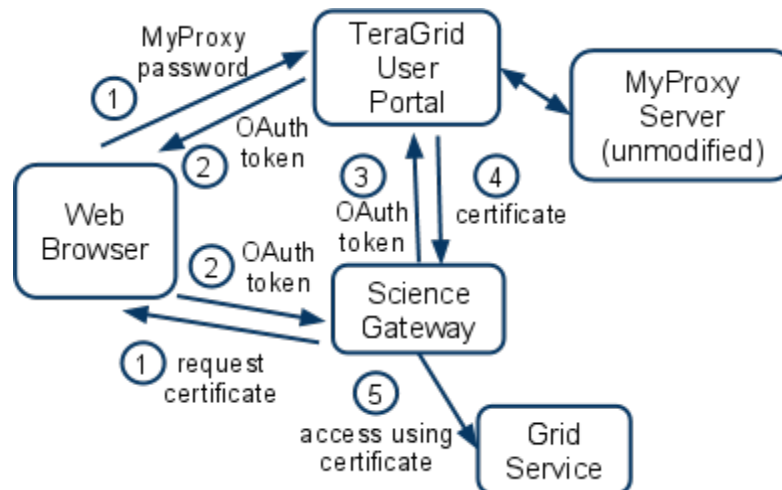 MyProxy
password
1
TeraGrid
User
Portal
MyProxy
Server
(unmodified)
OAuth
token
2
3
OAuth
token
4
certificate
Web
Browser
2
OAuth
token
Science
Gateway
1
request
certificate
5
access using
certificate
Grid
Service